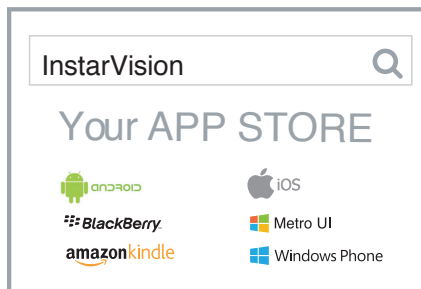 InstarVision
Your APP STORE
android iOS
BlackBerry. Metro UI
amazonkindle Windows Phone